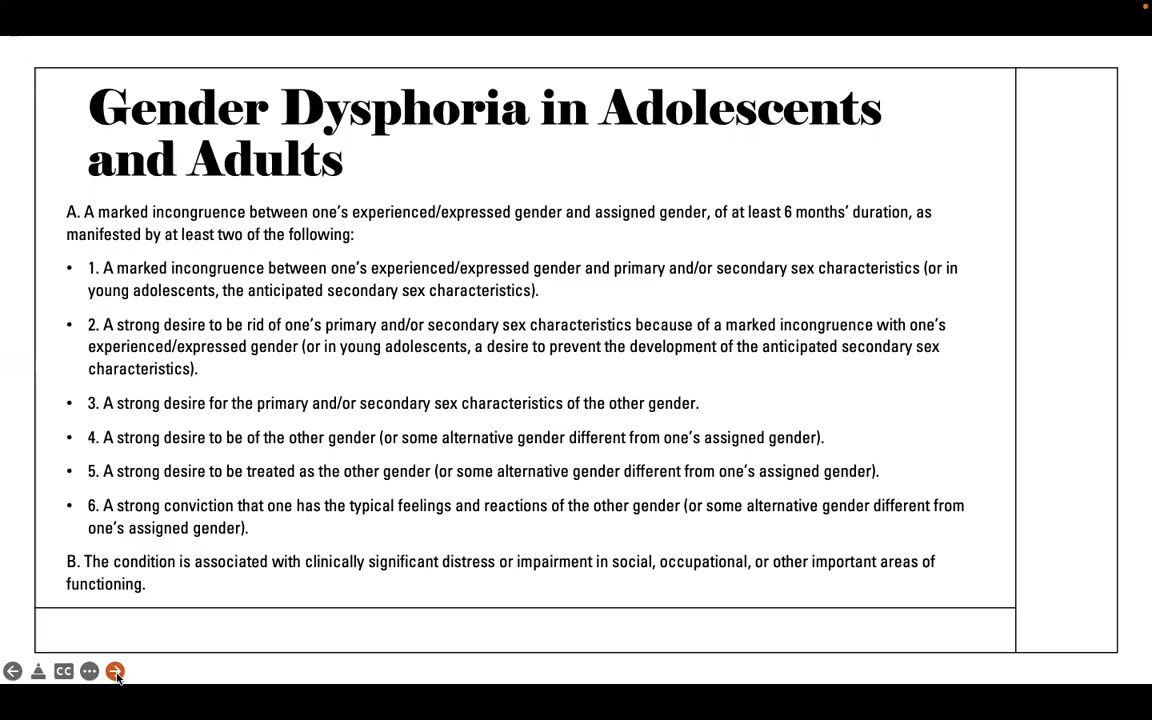 Gender Dysphoria in Adolescents
and Adults
A. A marked incongruence between one's experienced/expressed gender and assigned gender, of at least 6 months' duration, as
manifested by at least two of the following:
• 1. A marked incongruence between one's experienced/expressed gender and primary and/or secondary sex characteristics (or in
young adolescents, the anticipated secondary sex characteristics).
• 2. A strong desire to be rid of one's primary and/or secondary sex characteristics because of a marked incongruence with one's
experienced/expressed gender (or in young adolescents, a desire to prevent the development of the anticipated secondary sex
characteristics).
• 3. A strong desire for the primary and/or secondary sex characteristics of the other gender.
• 4. A strong desire to be of the other gender (or some alternative gender different from one's assigned gender).
• 5. A strong desire to be treated as the other gender (or some alternative gender different from one's assigned gender).
• 6. A strong conviction that one has the typical feelings and reactions of the other gender (or some alternative gender different from
one's assigned gender).
B. The condition is associated with clinically significant distress or impairment in social, occupational, or other important areas of
functioning.
CC